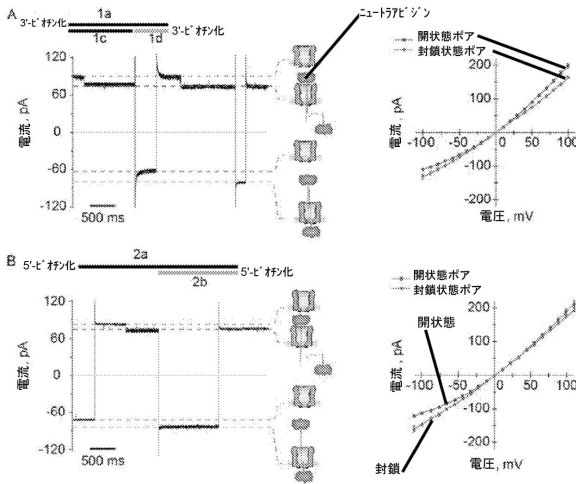 A
1a
3'-ビオチン化
1c
1d
3'-ビオチン化
ニュートラアビジン
120
60
0
-60
-120
電流, pA
500 ms
開状態ポア
封鎖状態ポア
200
100
-100
-50
50
100
-100
-200
電流, pA
電圧, mV
B
2a
5'-ビオチン化
2b
5'-ビオチン化
120
60
0
-60
-120
電流, pA
500 ms
開状態ポア
封鎖状態ポア
開状態
200
100
-100
-50
50
100
-100
-200
電流, pA
電圧, mV
封鎖